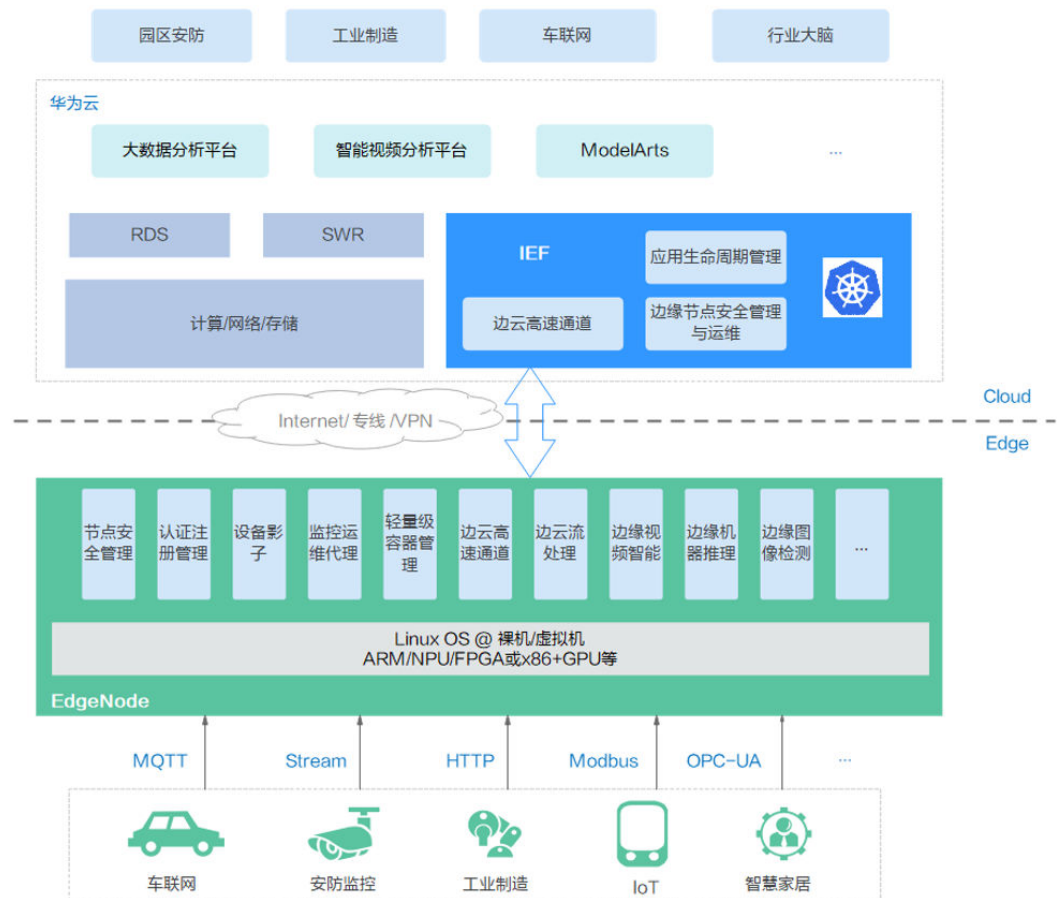 园区安防
工业制造
车联网
行业大脑
华为云
大数据分析平台
智能视频分析平台
ModelArts
...
RDS
SWR
IEF
应用生命周期管理
计算/网络/存储
边云高速通道
边缘节点安全管理
与运维
Internet/专线/VPN
Cloud
Edge
节点安
全管理
认证注
册管理
设备影
子
监控运
维代理
轻量级
容器管
理
边云高
速通道
边云流
处理
边缘视
频智能
边缘机
器推理
边缘图
像检测
...
Linux OS @ 裸机/虚拟机
ARM/NPU/FPGA或x86+GPU等
EdgeNode
MQTT
Stream
HTTP
Modbus
OPC-UA
...
车联网
安防监控
工业制造
IoT
智慧家居